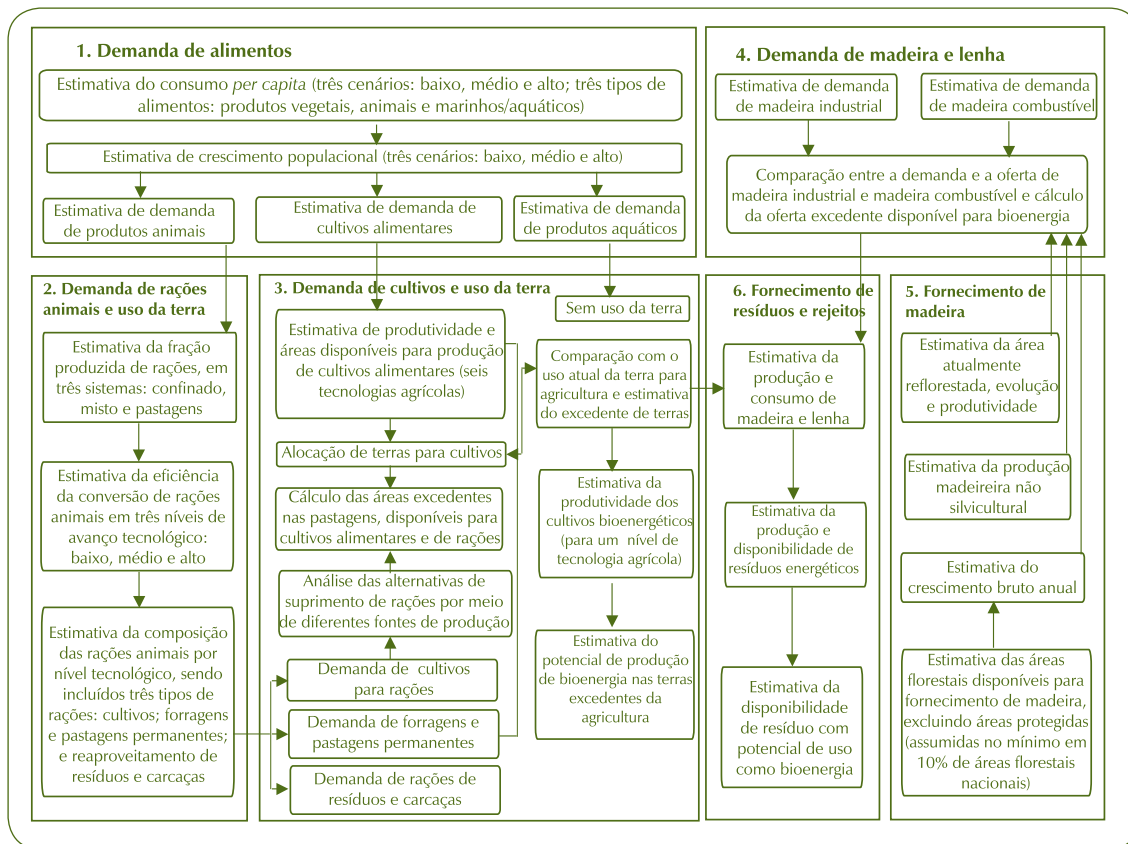 1. Demanda de alimentos
Estimativa do consumo per capita (três cenários: baixo, médio e alto; três tipos de
alimentos: produtos vegetais, animais e marinhos/aquáticos)
Estimativa de crescimento populacional (três cenários: baixo, médio e alto)
Estimativa de demanda
de produtos animais
Estimativa de demanda de
cultivos alimentares
Estimativa de demanda
de produtos aquáticos
2. Demanda de rações
animais e uso da terra
Estimativa da fração
produzida de rações, em
três sistemas: confinado,
misto e pastagens
Estimativa da eficiência
da conversão de rações
animais em três níveis de
avanço tecnológico:
baixo, médio e alto
Estimativa da composição
das rações animais por
nível tecnológico, sendo
incluídos três tipos de
rações: cultivos; forragens
e pastagens permanentes;
e reaproveitamento de
resíduos e carcaças
3. Demanda de cultivos e uso da terra
Sem uso da terra
Estimativa de produtividade e
áreas disponíveis para produção
de cultivos alimentares (seis
tecnologias agrícolas)
Alocação de terras para cultivos
Cálculo das áreas excedentes
nas pastagens, disponíveis para
cultivos alimentares e de rações
Análise das alternativas de
suprimento de rações por meio
de diferentes fontes de produção
Demanda de cultivos
para rações
Demanda de forragens e
pastagens permanentes
Demanda de rações de
resíduos e carcaças
Comparação com o
uso atual da terra para
agricultura e estimativa
do excedente de terras
Estimativa da
produtividade dos
cultivos bioenergéticos
(para um nível de
tecnologia agrícola)
Estimativa do
potencial de produção
de bioenergia nas terras
excedentes da
agricultura
4. Demanda de madeira e lenha
Estimativa de demanda
de madeira industrial
Estimativa de demanda
de madeira combustível
Comparação entre a demanda e a oferta de
madeira industrial e madeira combustível e cálculo
da oferta excedente disponível para bioenergia
6. Fornecimento de
resíduos e rejeitos
Estimativa da
produção e
consumo de
madeira e lenha
Estimativa da
produção e
disponibilidade de
resíduos energéticos
Estimativa da
disponibilidade
de resíduo com
potencial de uso
como bioenergia
5. Fornecimento de
madeira
Estimativa da área
atualmente
reflorestada, evolução
e produtividade
Estimativa da produção
madeireira não
silvicultural
Estimativa do
crescimento bruto anual
Estimativa das áreas
florestais disponíveis para
fornecimento de madeira,
excluindo áreas protegidas
(assumidas no mínimo em
10% de áreas florestais
nacionais)